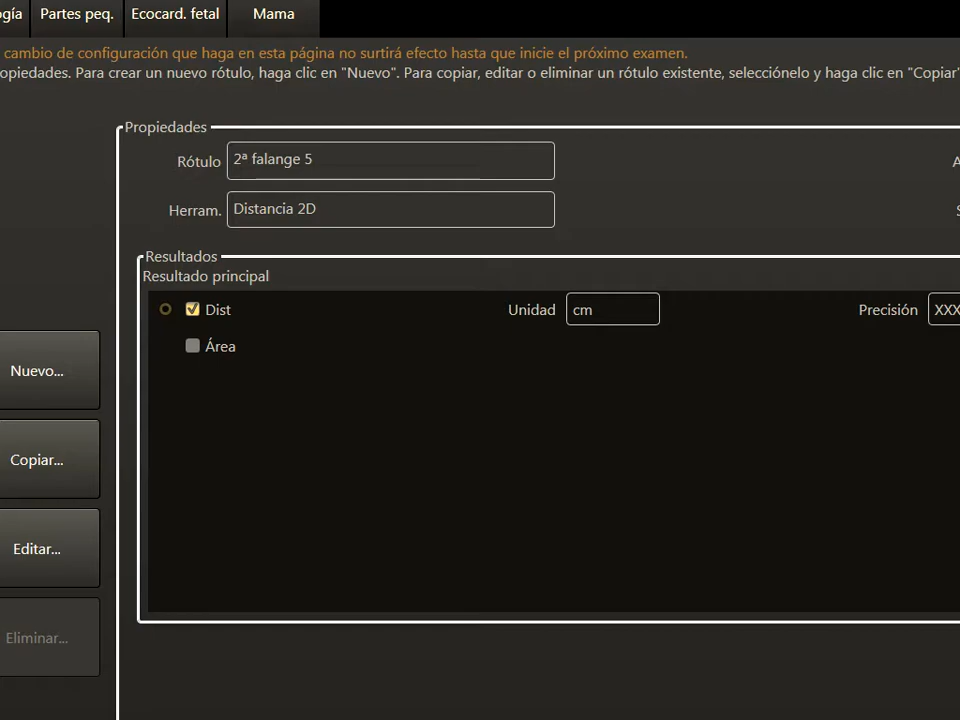 Partes peq.
Ecocard. fetal
Mama
cambio de configuración que haga en esta página no surtirá efecto hasta que inicie el próximo examen.
Para crear un nuevo rótulo, haga clic en "Nuevo". Para copiar, editar o eliminar un rótulo existente, selecciónelo y haga clic en "Copiar"
Propiedades
Rótulo 2ª falange 5
Herram. Distancia 2D
Resultados
Resultado principal
Dist Unidad cm Precisión XXX
Área
Nuevo...
Copiar...
Editar...
Eliminar...